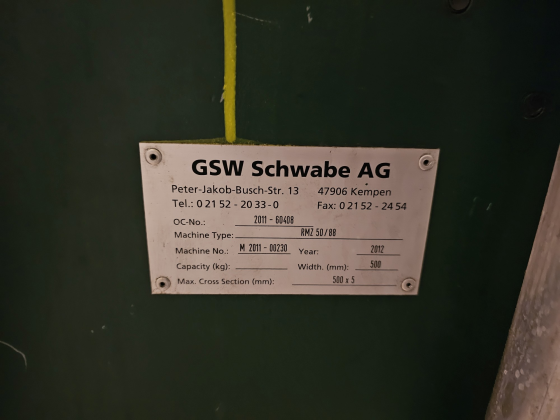 GSW Schwabe AG
Peter-Jakob-Busch-Str. 13 47906 Kempen
Tel.: 0 21 52 - 20 33 - 0 Fax: 0 21 52 - 24 54
OC-No.: 2011 - 60408
Machine Type: RMZ 50/88
Machine No.: M 2011 - 00230 Year: 2012
Capacity (kg): Width. (mm): 500
Max. Cross Section (mm): 500 x 5